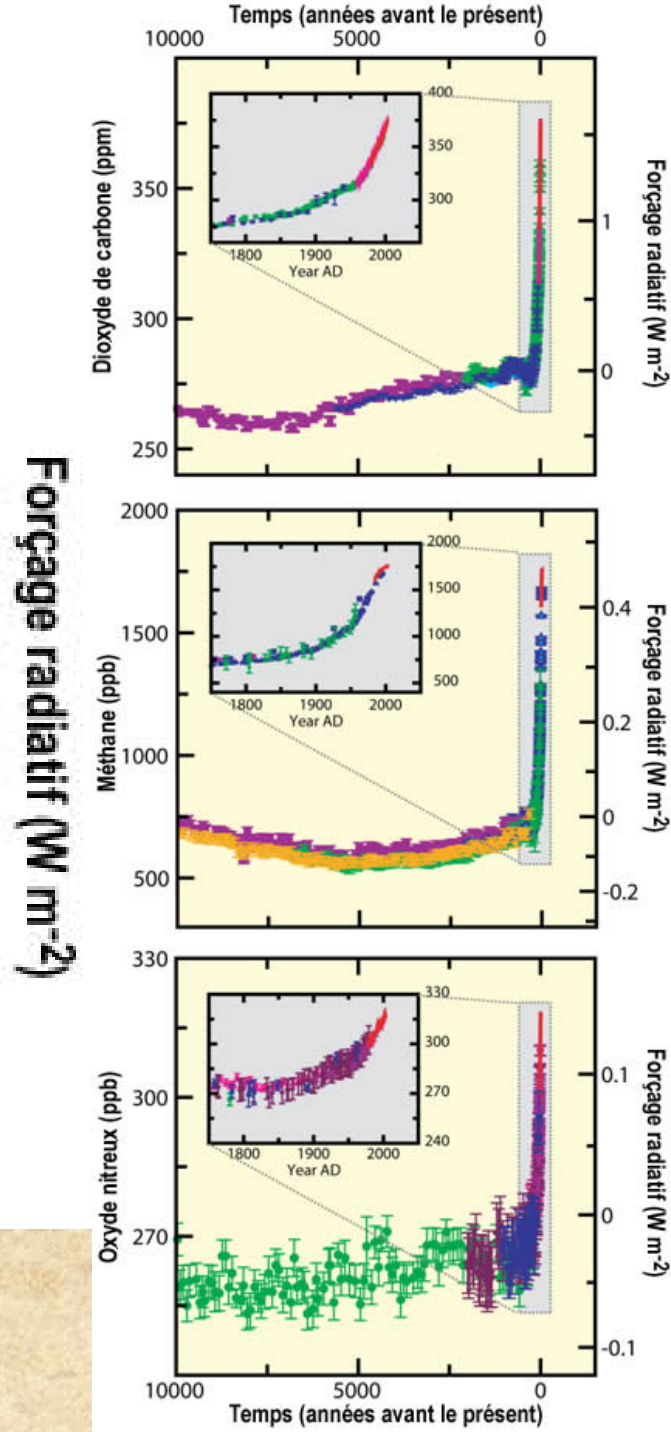 Temps (années avant le présent)
10000 5000 0
Dioxyde de carbone (ppm)
350
300
250
400
350
300
1800 1900 2000
Year AD
1
0
Forçage radiatif (W m-2)
Forçage radiatif (W m-2)
Méthane (ppb)
2000
1500
1000
500
2000
1500
1000
500
1800 1900 2000
Year AD
0.4
0.2
0
-0.2
Forçage radiatif (W m-2)
Oxyde nitreux (ppb)
330
300
270
330
300
270
240
1800 1900 2000
Year AD
0.1
0
-0.1
Forçage radiatif (W m-2)
10000 5000 0
Temps (années avant le présent)